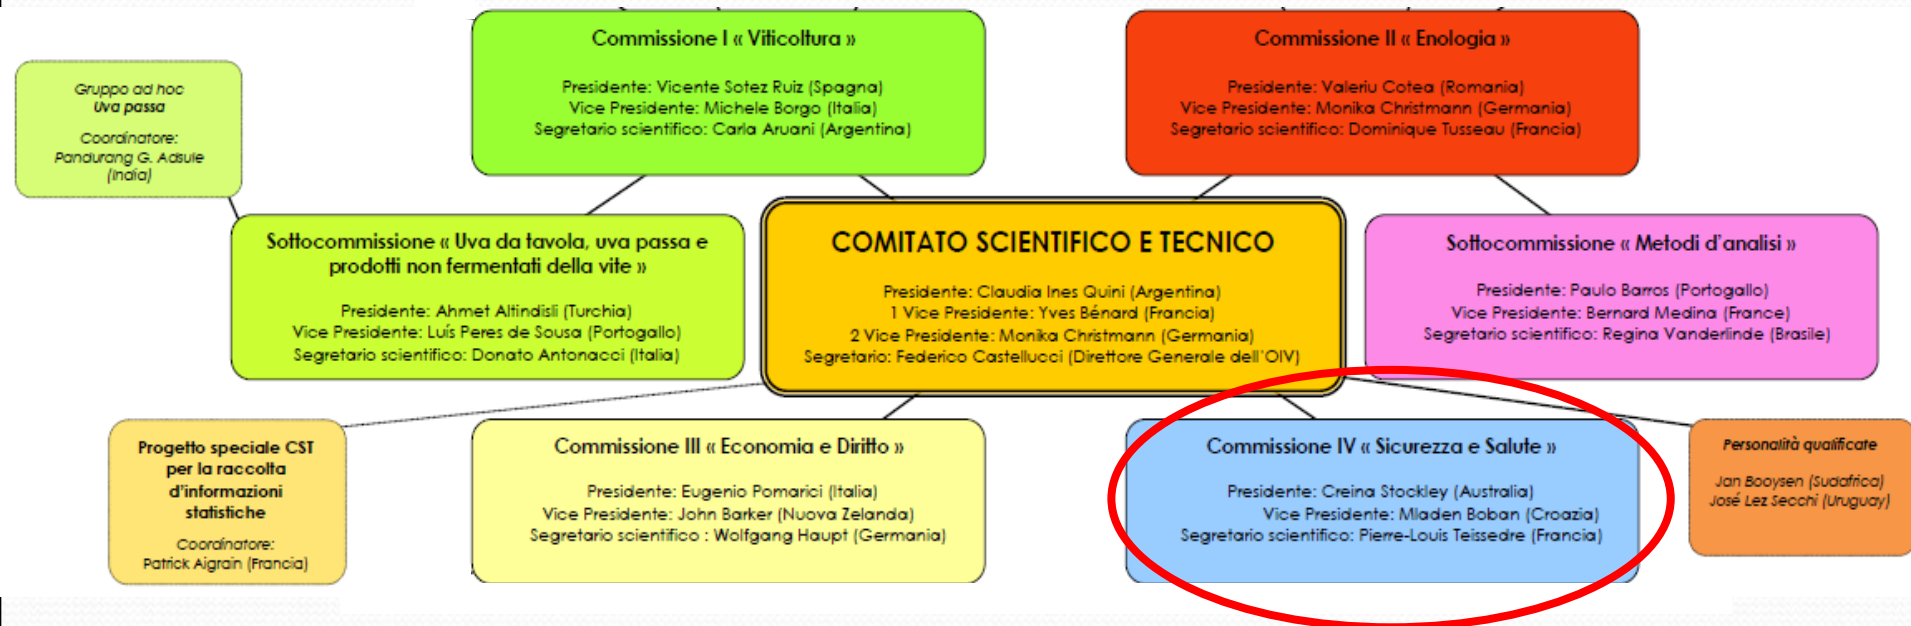 Commissione I « Viticoltura »
Presidente: Vicente Sotez Ruiz (Spagna)
Vice Presidente: Michele Borgo (Italia)
Segretario scientifico: Carla Aruani (Argentina)
Commissione II « Enologia »
Presidente: Valeriu Cotea (Romania)
Vice Presidente: Monika Christmann (Germania)
Segretario scientifico: Dominique Tusseau (Francia)
Gruppo ad hoc
Uva passa
Coordinatore:
Pandurang G. Adsule
(India)
Sottocommissione « Uva da tavola, uva passa e
prodotti non fermentati della vite »
Presidente: Ahmet Altindisli (Turchia)
Vice Presidente: Luís Peres de Sousa (Portogallo)
Segretario scientifico: Donato Antonacci (Italia)
COMITATO SCIENTIFICO E TECNICO
Presidente: Claudia Ines Quini (Argentina)
1 Vice Presidente: Yves Bénard (Francia)
2 Vice Presidente: Monika Christmann (Germania)
Segretario: Federico Castellucci (Direttore Generale dell'OIV)
Sottocommissione « Metodi d'analisi »
Presidente: Paulo Barros (Portogallo)
Vice Presidente: Bernard Medina (France)
Segretario scientifico: Regina Vanderlinde (Brasile)
Progetto speciale CST
per la raccolta
d'informazioni
statistiche
Coordinatore:
Patrick Aigrain (Francia)
Commissione III « Economia e Diritto »
Presidente: Eugenio Pomarici (Italia)
Vice Presidente: John Barker (Nuova Zelanda)
Segretario scientifico : Wolfgang Haupt (Germania)
Commissione IV « Sicurezza e Salute »
Presidente: Creina Stockley (Australia)
Vice Presidente: Mladen Boban (Croazia)
Segretario scientifico: Pierre-Louis Teissedre (Francia)
Personalità qualificate
Jan Booysen (Sudafrica)
José Lez Secchi (Uruguay)